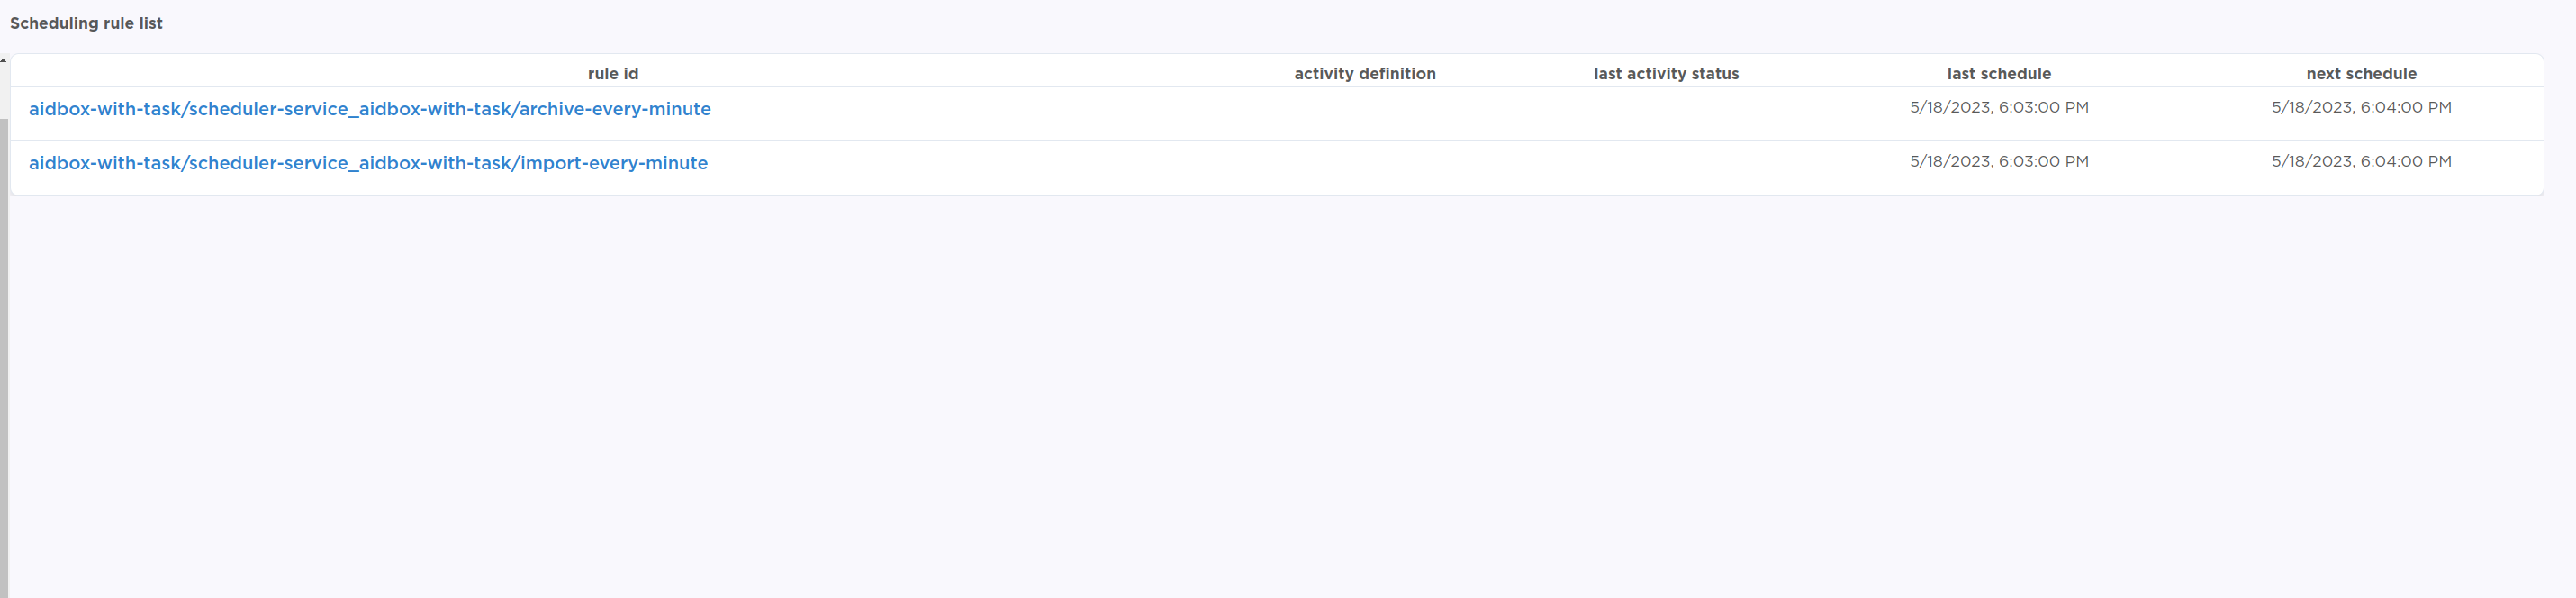 Scheduling rule list
rule id activity definition last activity status last schedule next schedule
aidbox-with-task/scheduler-service_aidbox-with-task/archive-every-minute 5/18/2023, 6:03:00 PM 5/18/2023, 6:04:00 PM
aidbox-with-task/scheduler-service_aidbox-with-task/import-every-minute 5/18/2023, 6:03:00 PM 5/18/2023, 6:04:00 PM